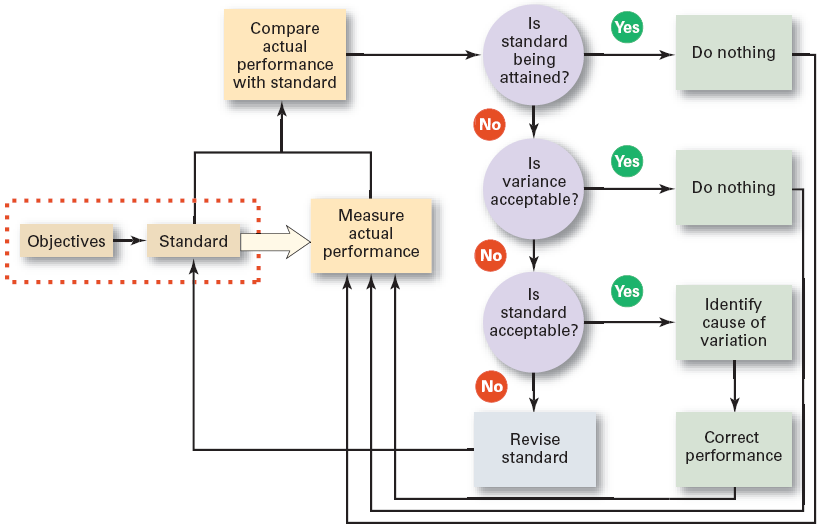 Compare
actual
performance
with standard
Is
standard
being
attained?
Yes
Do nothing
No
Is
variance
acceptable?
Yes
Do nothing
Objectives
Standard
Measure
actual
performance
No
Is
standard
acceptable?
Yes
Identify
cause of
variation
No
Revise
standard
Correct
performance